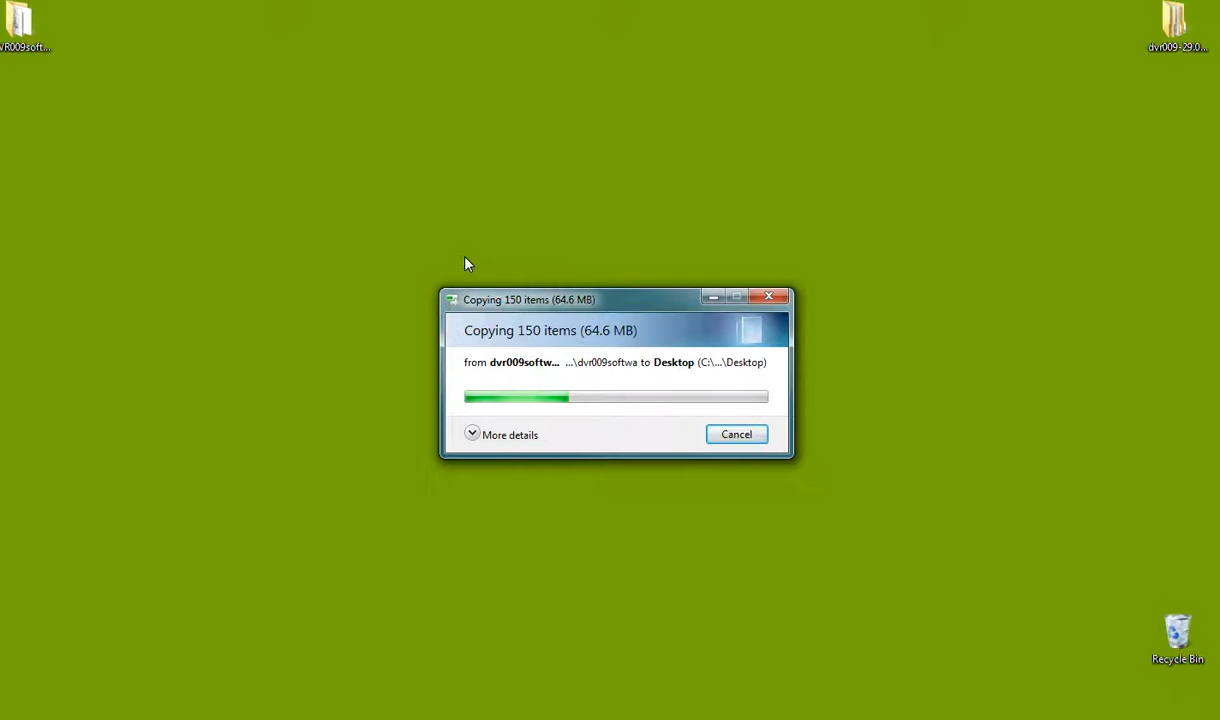 VR009soft...
dvr009-29.0...
Copying 150 items (64.6 MB)
Copying 150 items (64.6 MB)
from dvr009softw... ...\dvr009softwa to Desktop (C:\...\Desktop)
More details
Cancel
Recycle Bin